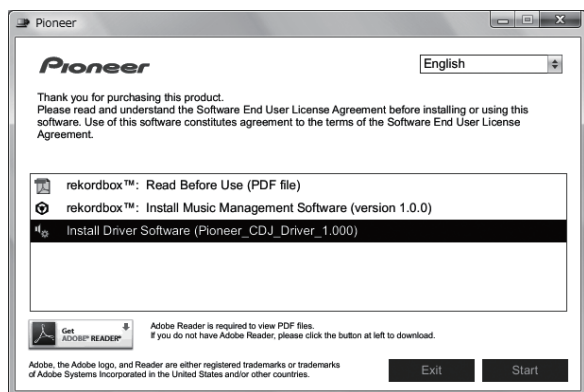 Pioneer
Pioneer
English
Thank you for purchasing this product.
Please read and understand the Software End User License Agreement before installing or using this
software. Use of this software constitutes agreement to the terms of the Software End User License
Agreement.
rekordbox™: Read Before Use (PDF file)
rekordbox™: Install Music Management Software (version 1.0.0)
Install Driver Software (Pioneer_CDJ_Driver_1.000)
Get
ADOBE® READER®
Adobe Reader is required to view PDF files.
If you do not have Adobe Reader, please click the button at left to download.
Adobe, the Adobe logo, and Reader are either registered trademarks or trademarks
of Adobe Systems Incorporated in the United States and/or other countries.
Exit
Start